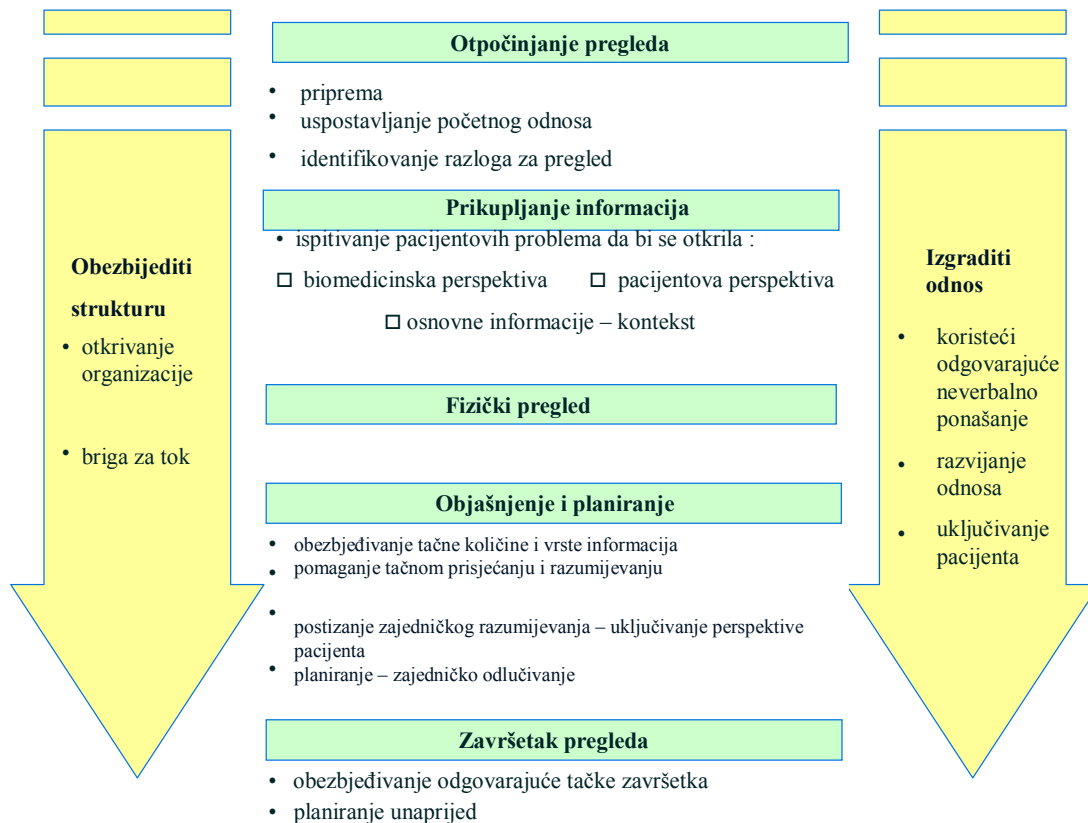 Otpočinjanje pregleda
• priprema
• uspostavljanje početnog odnosa
• identifikovanje razloga za pregled
Prikupljanje informacija
• ispitivanje pacijentovih problema da bi se otkrila :
□ biomedicinska perspektiva □ pacijentova perspektiva
□ osnovne informacije – kontekst
Fizički pregled
Objašnjenje i planiranje
• obezbjeđivanje tačne količine i vrste informacija
• pomaganje tačnom prisjećanju i razumijevanju
• postizanje zajedničkog razumijevanja – uključivanje perspektive
pacijenta
• planiranje – zajedničko odlučivanje
Završetak pregleda
• obezbjeđivanje odgovarajuće tačke završetka
• planiranje unaprijed
Obezbijediti
strukturu
• otkrivanje
organizacije
• briga za tok
Izgraditi
odnos
• koristeći
odgovarajuće
neverbalno
ponašanje
• razvijanje
odnosa
• uključivanje
pacijenta